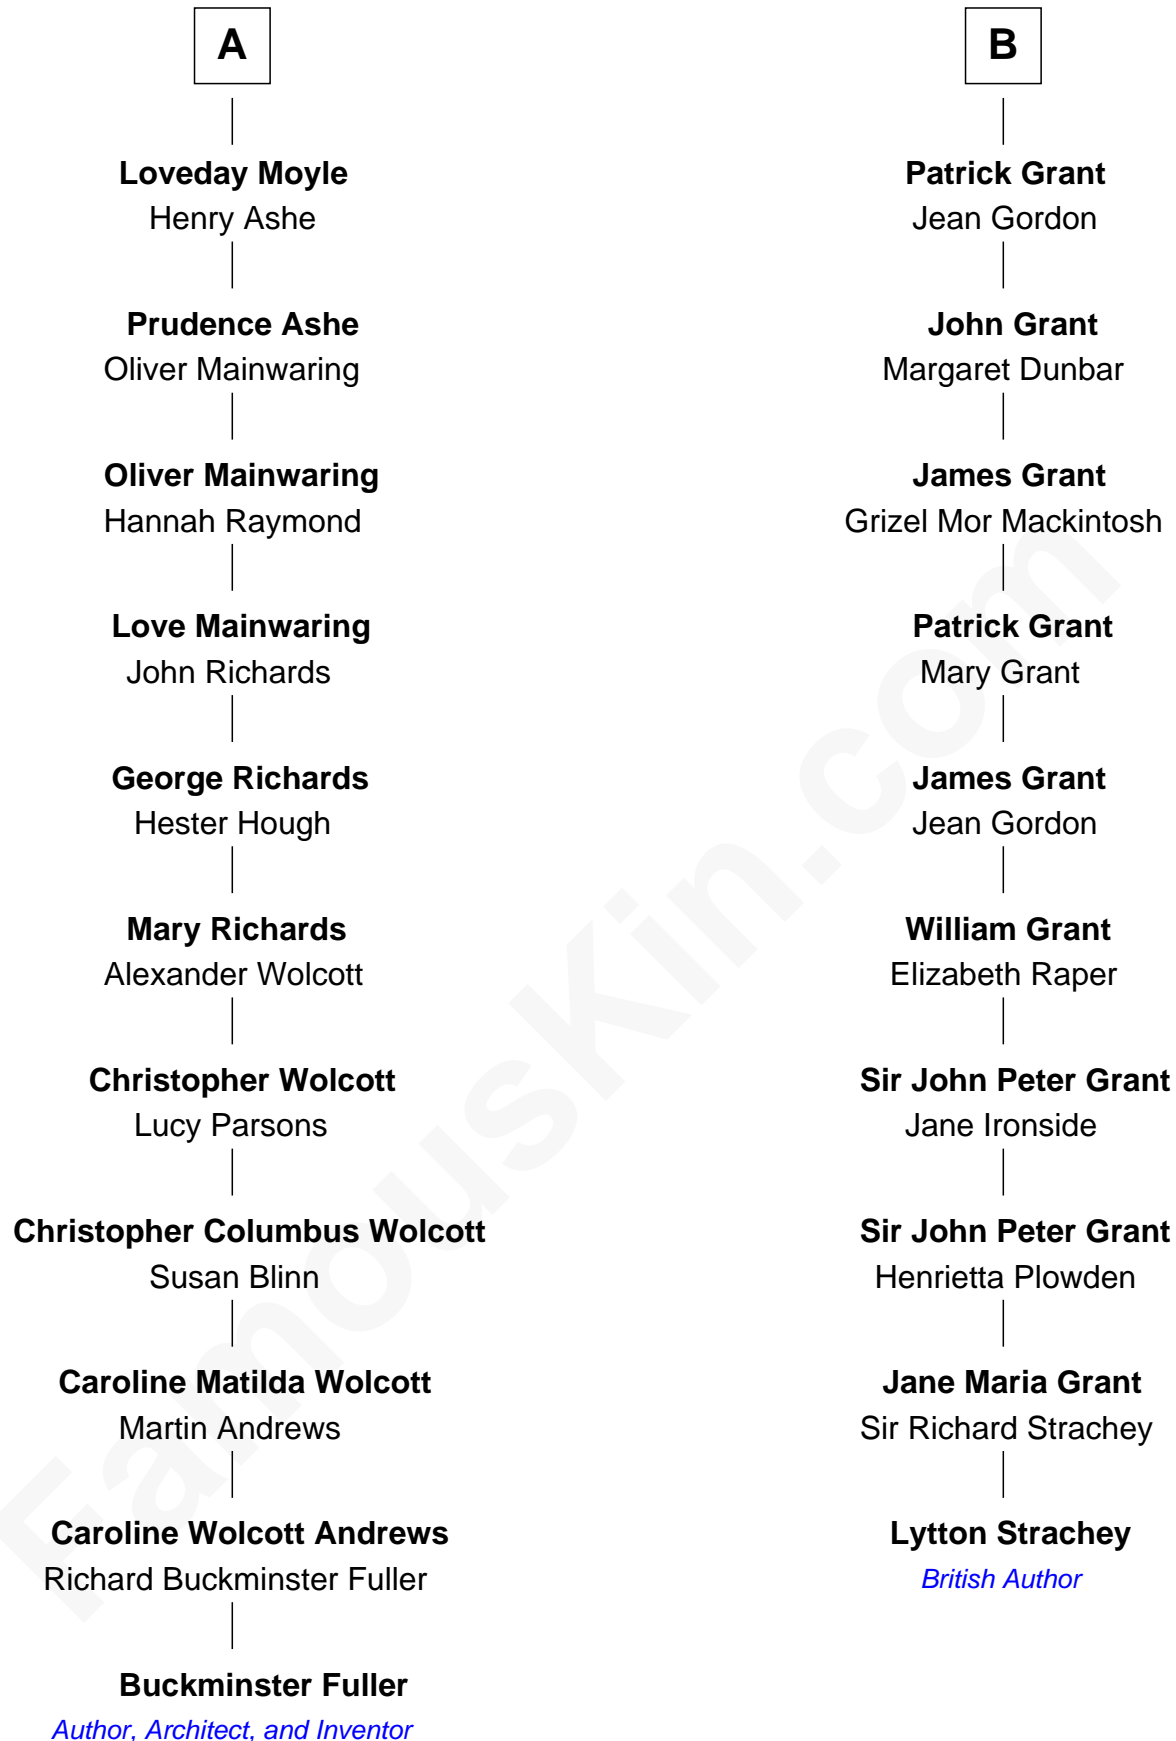 A
Loveday Moyle
Henry Ashe
Prudence Ashe
Oliver Mainwaring
Oliver Mainwaring
Hannah Raymond
Love Mainwaring
John Richards
George Richards
Hester Hough
Mary Richards
Alexander Wolcott
Christopher Wolcott
Lucy Parsons
Christopher Columbus Wolcott
Susan Blinn
Caroline Matilda Wolcott
Martin Andrews
Caroline Wolcott Andrews
Richard Buckminster Fuller
Buckminster Fuller
Author, Architect, and Inventor
B
Patrick Grant
Jean Gordon
John Grant
Margaret Dunbar
James Grant
Grizel Mor Mackintosh
Patrick Grant
Mary Grant
James Grant
Jean Gordon
William Grant
Elizabeth Raper
Sir John Peter Grant
Jane Ironside
Sir John Peter Grant
Henrietta Plowden
Jane Maria Grant
Sir Richard Strachey
Lytton Strachey
British Author
FamousKin.com